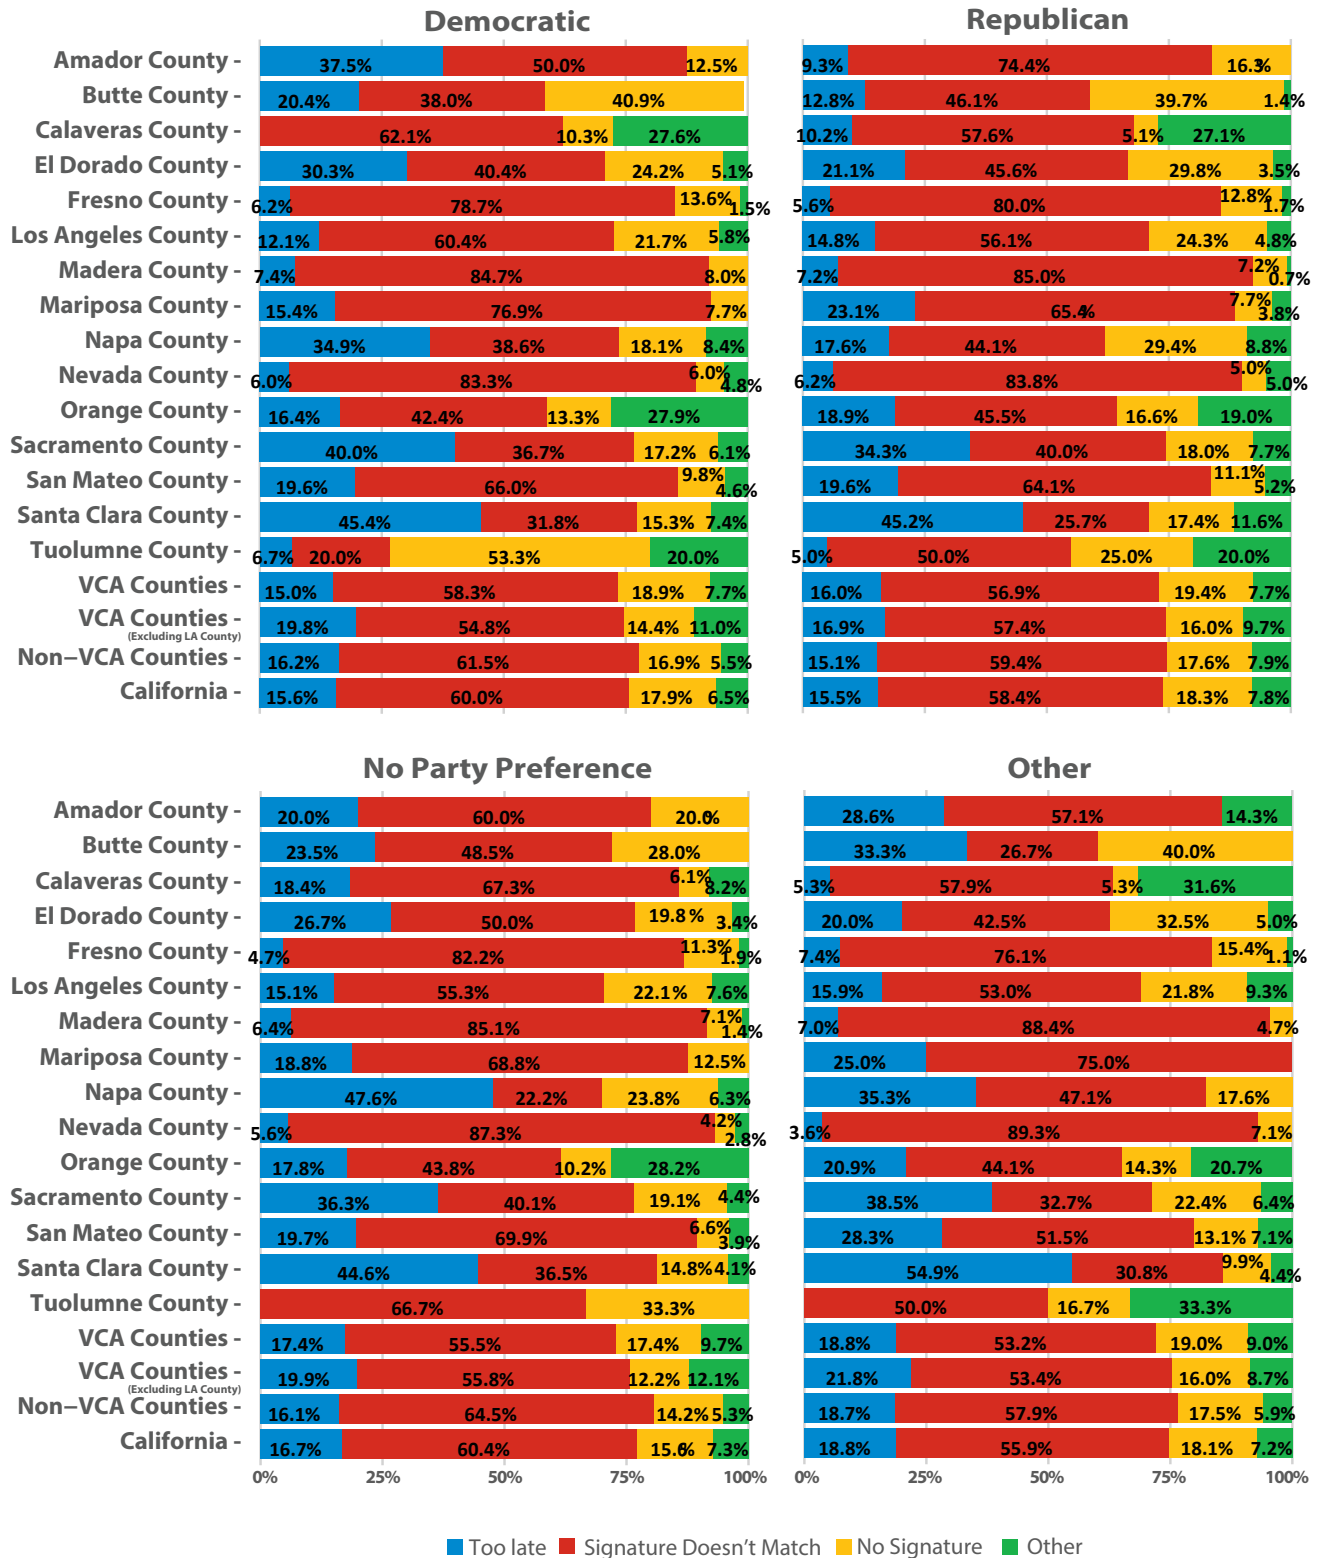 Democratic Republican
Amador County - 37.5% 50.0% 12.5% 9.3% 74.4% 16.3%
Butte County - 20.4% 38.0% 40.9% 12.8% 46.1% 39.7% 1.4%
Calaveras County - 62.1% 10.3% 27.6% 10.2% 57.6% 5.1% 27.1%
El Dorado County - 30.3% 40.4% 24.2% 5.1% 21.1% 45.6% 29.8% 3.5%
Fresno County - 6.2% 78.7% 13.6% 1.5% 5.6% 80.0% 12.8% 1.7%
Los Angeles County - 12.1% 60.4% 21.7% 5.8% 14.8% 56.1% 24.3% 4.8%
Madera County - 7.4% 84.7% 8.0% 7.2% 85.0% 7.2% 0.7%
Mariposa County - 15.4% 76.9% 7.7% 23.1% 65.4% 7.7% 3.8%
Napa County - 34.9% 38.6% 18.1% 8.4% 17.6% 44.1% 29.4% 8.8%
Nevada County - 6.0% 83.3% 6.0% 4.8% 6.2% 83.8% 5.0% 5.0%
Orange County - 16.4% 42.4% 13.3% 27.9% 18.9% 45.5% 16.6% 19.0%
Sacramento County - 40.0% 36.7% 17.2% 6.1% 34.3% 40.0% 18.0% 7.7%
San Mateo County - 19.6% 66.0% 9.8% 4.6% 19.6% 64.1% 11.1% 5.2%
Santa Clara County - 45.4% 31.8% 15.3% 7.4% 45.2% 25.7% 17.4% 11.6%
Tuolumne County - 6.7% 20.0% 53.3% 20.0% 5.0% 50.0% 25.0% 20.0%
VCA Counties - 15.0% 58.3% 18.9% 7.7% 16.0% 56.9% 19.4% 7.7%
VCA Counties - 19.8% 54.8% 14.4% 11.0% 16.9% 57.4% 16.0% 9.7%
(Excluding LA County)
Non–VCA Counties - 16.2% 61.5% 16.9% 5.5% 15.1% 59.4% 17.6% 7.9%
California - 15.6% 60.0% 17.9% 6.5% 15.5% 58.4% 18.3% 7.8%
No Party Preference Other
Amador County - 20.0% 60.0% 20.0% 28.6% 57.1% 14.3%
Butte County - 23.5% 48.5% 28.0% 33.3% 26.7% 40.0%
Calaveras County - 18.4% 67.3% 6.1% 8.2% 5.3% 57.9% 5.3% 31.6%
El Dorado County - 26.7% 50.0% 19.8 % 3.4% 20.0% 42.5% 32.5% 5.0%
Fresno County - 4.7% 82.2% 11.3% 1.9% 7.4% 76.1% 15.4% 1.1%
Los Angeles County - 15.1% 55.3% 22.1% 7.6% 15.9% 53.0% 21.8% 9.3%
Madera County - 6.4% 85.1% 7.1% 1.4% 7.0% 88.4% 4.7%
Mariposa County - 18.8% 68.8% 12.5% 25.0% 75.0%
Napa County - 47.6% 22.2% 23.8% 6.3% 35.3% 47.1% 17.6%
Nevada County - 5.6% 87.3% 4.2% 2.8% 3.6% 89.3% 7.1%
Orange County - 17.8% 43.8% 10.2% 28.2% 20.9% 44.1% 14.3% 20.7%
Sacramento County - 36.3% 40.1% 19.1% 4.4% 38.5% 32.7% 22.4% 6.4%
San Mateo County - 19.7% 69.9% 6.6% 3.9% 28.3% 51.5% 13.1% 7.1%
Santa Clara County - 44.6% 36.5% 14.8% 4.1% 54.9% 30.8% 9.9% 4.4%
Tuolumne County - 66.7% 33.3% 50.0% 16.7% 33.3%
VCA Counties - 17.4% 55.5% 17.4% 9.7% 18.8% 53.2% 19.0% 9.0%
VCA Counties - 19.9% 55.8% 12.2% 12.1% 21.8% 53.4% 16.0% 8.7%
(Excluding LA County)
Non–VCA Counties - 16.1% 64.5% 14.2% 5.3% 18.7% 57.9% 17.5% 5.9%
California - 16.7% 60.4% 15.6% 7.3% 18.8% 55.9% 18.1% 7.2%
0% 25% 50% 75% 100% 0% 25% 50% 75% 100%
Too late Signature Doesn't Match No Signature Other